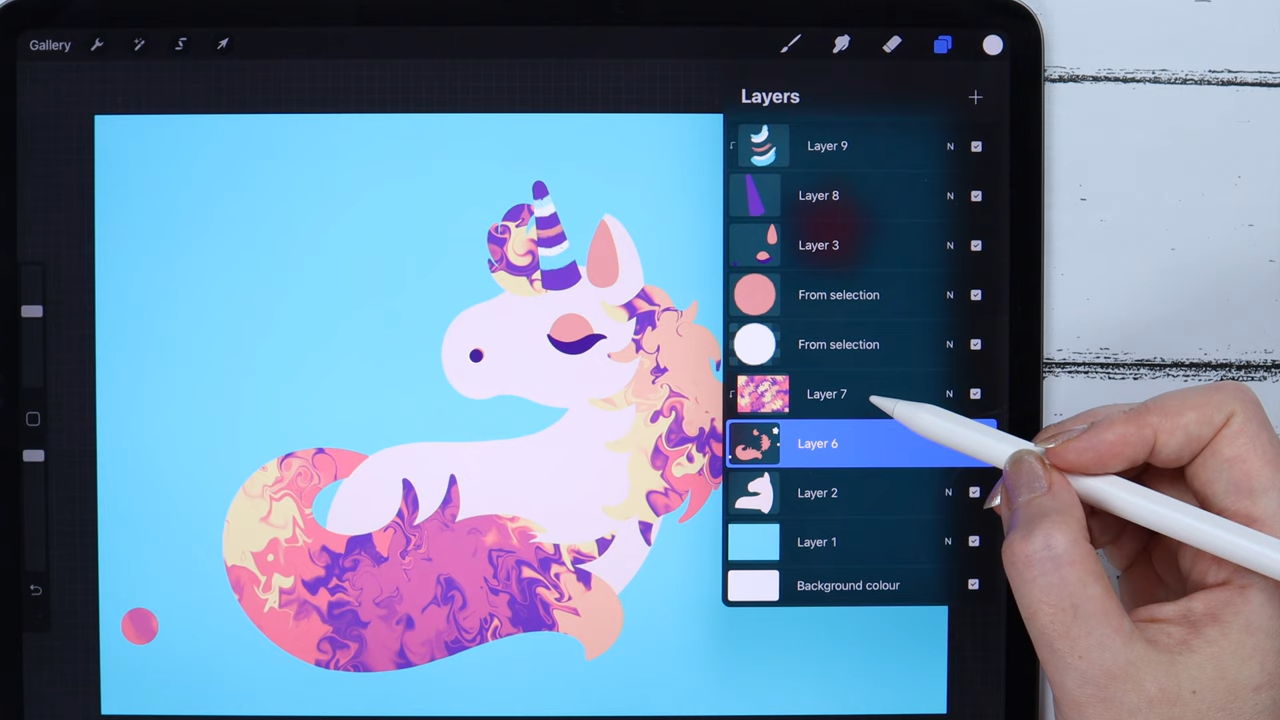 Gallery
Layers
Layer 9 N
Layer 8 N
Layer 3 N
From selection N
From selection N
Layer 7 N
Layer 6
Layer 2 N
Layer 1 N
Background colour